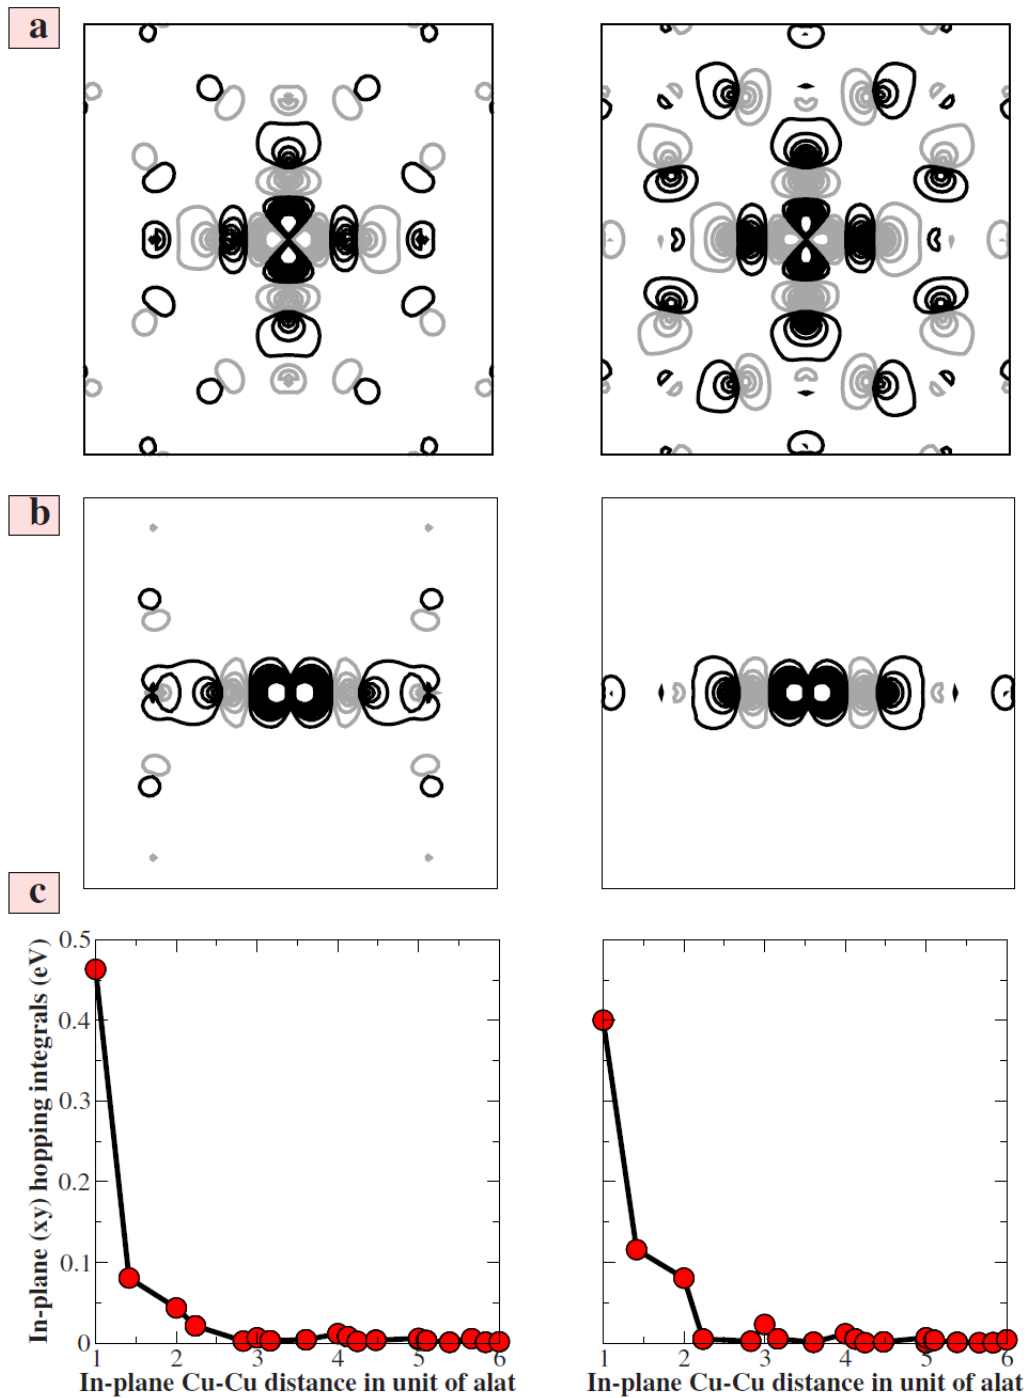 a
b
c
In-plane (xy) hopping integrals (eV)
0.5
0.4
0.3
0.2
0.1
0
1 2 3 4 5 6
1 2 3 4 5 6
In-plane Cu-Cu distance in unit of alat
In-plane Cu-Cu distance in unit of alat